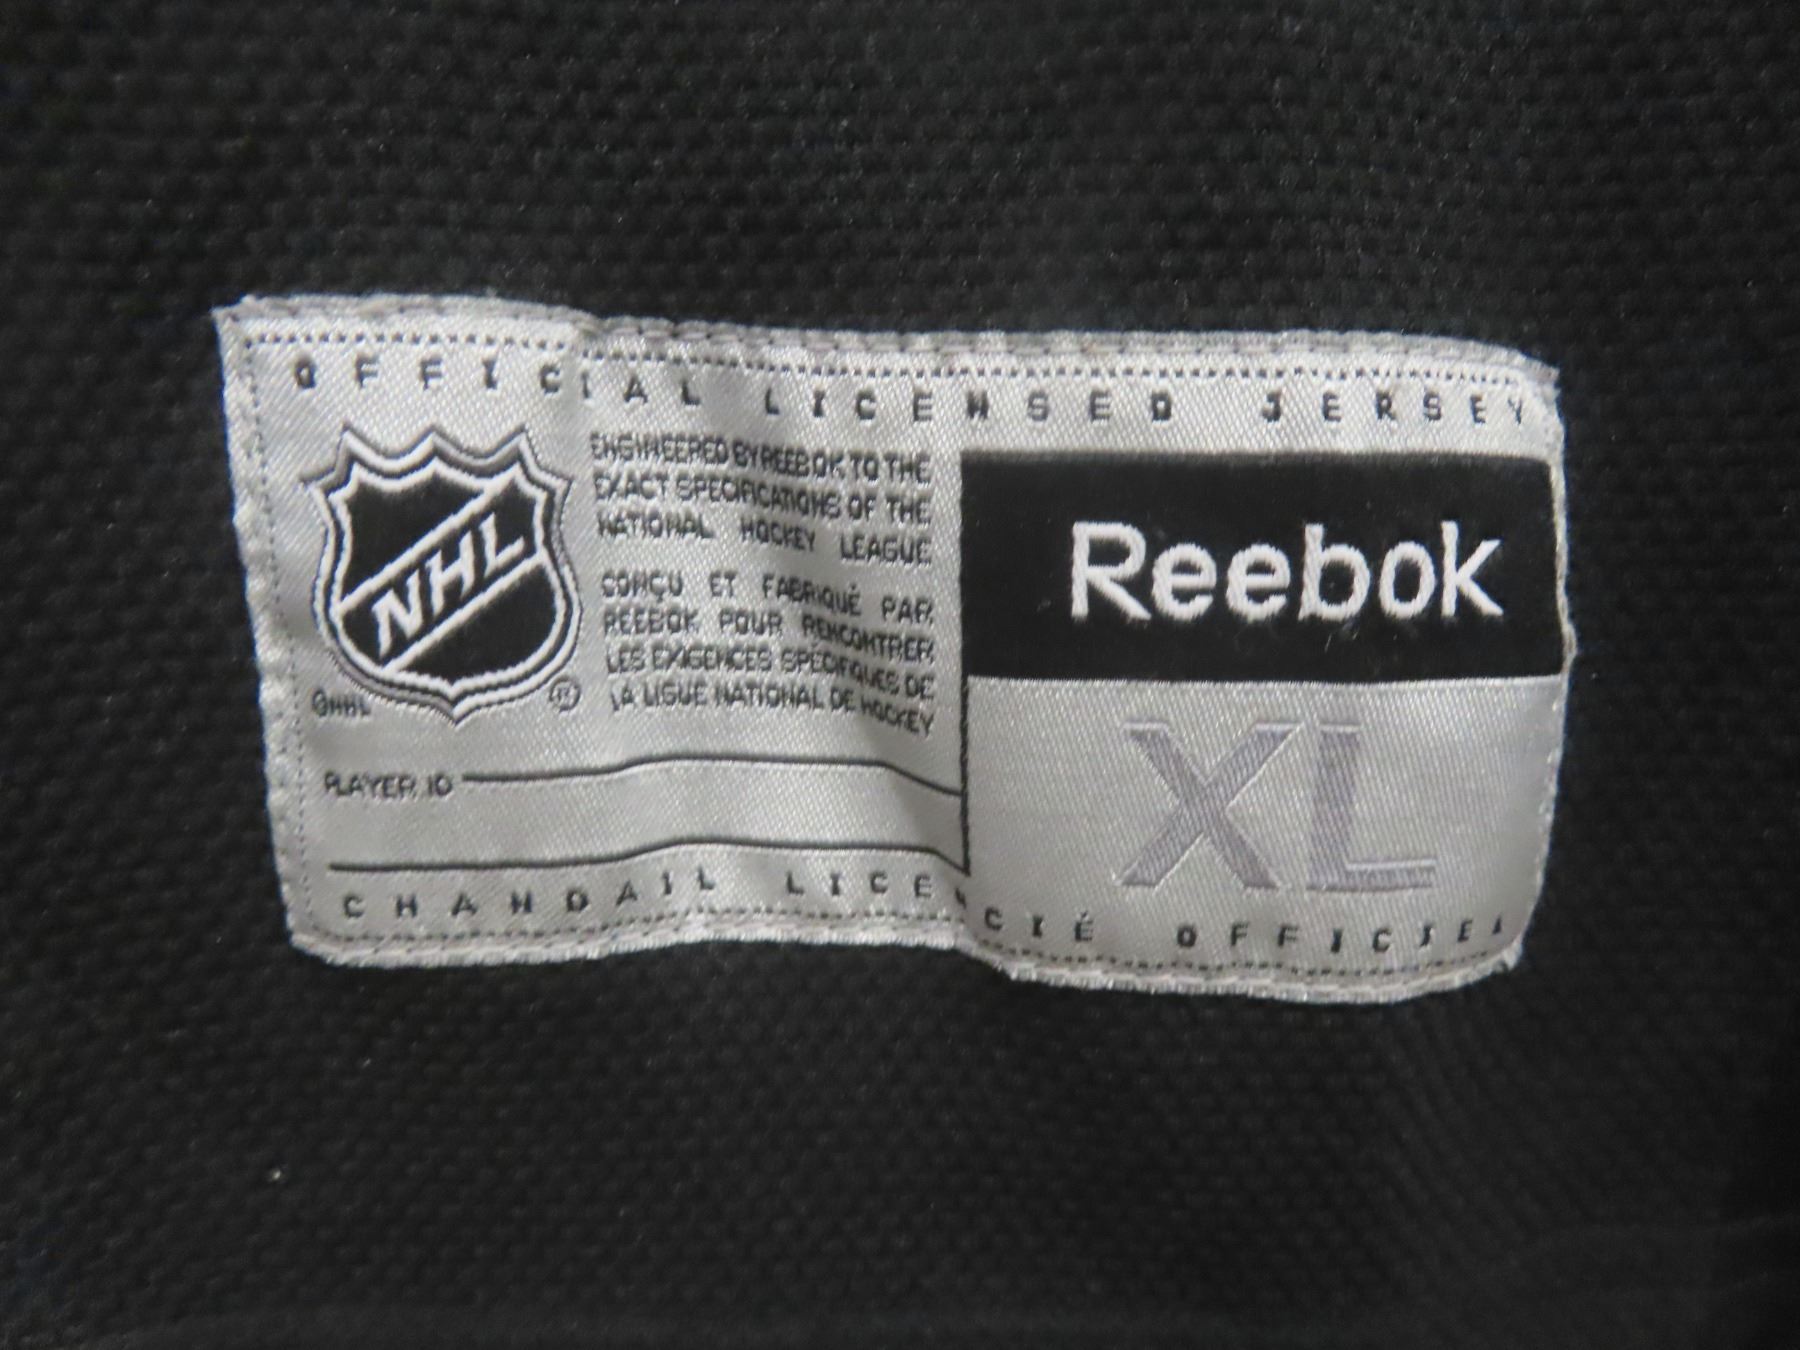 OFFICIAL LICENSED JERSEY
NHL
©NHL
®
ENGINEERED BY REEBOK TO THE
EXACT SPECIFICATIONS OF THE
NATIONAL HOCKEY LEAGUE
CONÇU ET FABRIQUÉ PAR
REEBOK POUR RENCONTRER
LES EXIGENCES SPÉCIFIQUES DE
LA LIGUE NATIONAL DE HOCKEY
PLAYER ID
Reebok
XL
CHANDAIL LICENCIÉ OFFICIEL